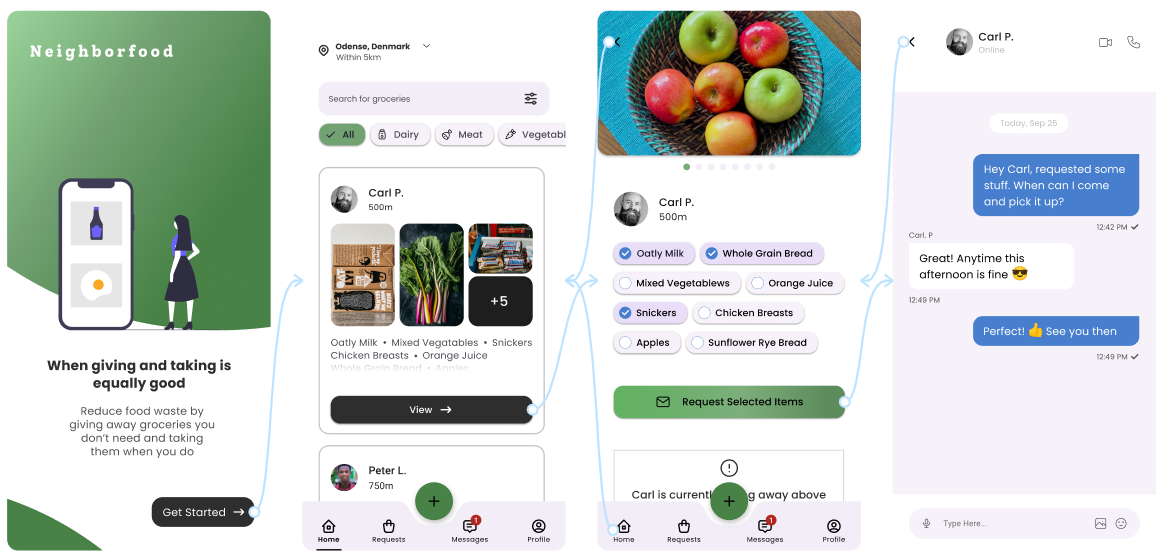 Neighborfood
When giving and taking is
equally good
Reduce food waste by
giving away groceries you
don't need and taking
them when you do
Get Started
Odense, Denmark
Within 5km
Search for groceries
All
Dairy
Meat
Vegetabl
Carl P.
500m
+5
Oatly Milk • Mixed Vegatables • Snickers
Chicken Breasts • Orange Juice
Whole Grain Bread • Apples
View
Peter L.
750m
+
Home
Requests
1
Messages
Profile
Carl P.
500m
Oatly Milk
Whole Grain Bread
Mixed Vegetablews
Orange Juice
Snickers
Chicken Breasts
Apples
Sunflower Rye Bread
Request Selected Items
Carl is currently
g away above
+
Home
Requests
1
Messages
Profile
Carl P.
Online
Today, Sep 25
Hey Carl, requested some
stuff. When can I come
and pick it up?
12:42 PM
Carl. P
Great! Anytime this
afternoon is fine 😎
12:49 PM
Perfect! 👍 See you then
12:49 PM
Type Here...